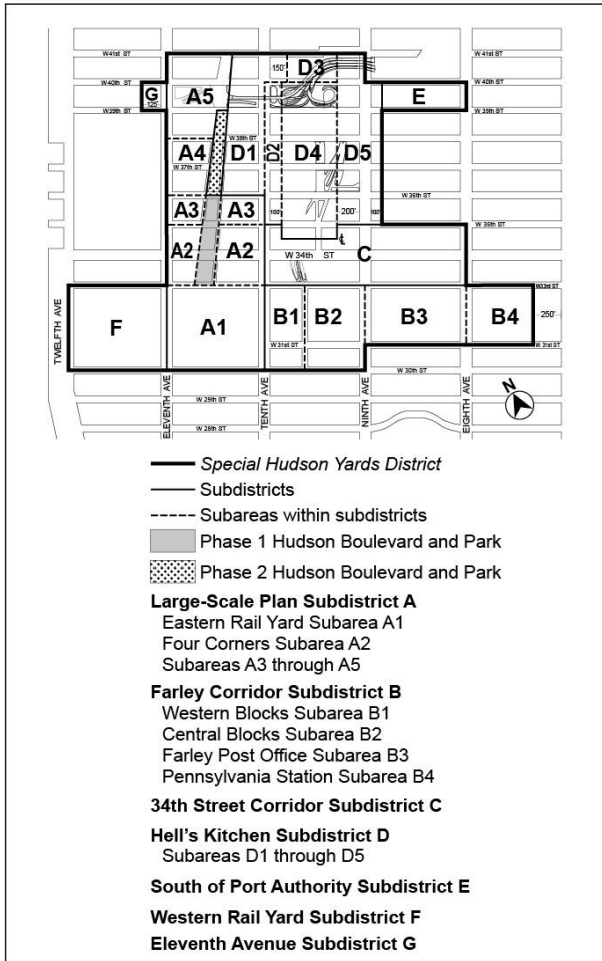 W 41st ST
W 41st ST
150'
D3
W 40th ST
W 40th ST
G
125'
A5
E
W 39th ST
W 39th ST
W 38th ST
A4
D1
D2
D4
D5
W 37th ST
W 36th ST
A3
A3
100'
200'
100'
W 35th ST
A2
A2
℄
W 34th ST
C
W 33rd ST
TWELFTH AVE
F
A1
B1
B2
B3
B4
250'
W 31st ST
W 31st ST
W 30th ST
ELEVENTH AVE
TENTH AVE
NINTH AVE
EIGHTH AVE
W 29th ST
W 28th ST
N
Special Hudson Yards District
Subdistricts
Subareas within subdistricts
Phase 1 Hudson Boulevard and Park
Phase 2 Hudson Boulevard and Park
Large-Scale Plan Subdistrict A
Eastern Rail Yard Subarea A1
Four Corners Subarea A2
Subareas A3 through A5
Farley Corridor Subdistrict B
Western Blocks Subarea B1
Central Blocks Subarea B2
Farley Post Office Subarea B3
Pennsylvania Station Subarea B4
34th Street Corridor Subdistrict C
Hell's Kitchen Subdistrict D
Subareas D1 through D5
South of Port Authority Subdistrict E
Western Rail Yard Subdistrict F
Eleventh Avenue Subdistrict G